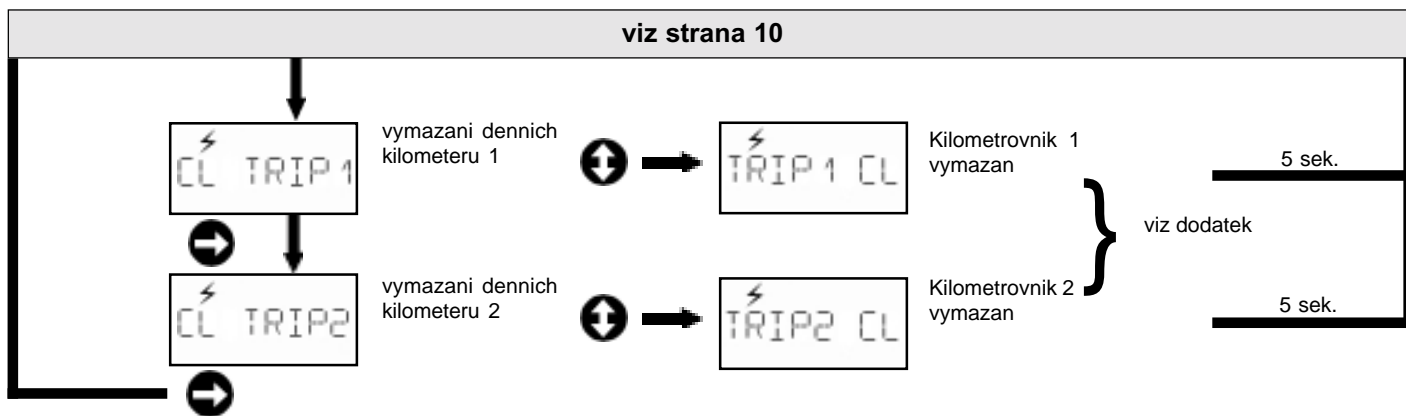 viz strana 10
CL TRIP1
vymazani dennich
kilometeru 1
TRIP1 CL
Kilometrovnik 1
vymazan
5 sek.
viz dodatek
CL TRIP2
vymazani dennich
kilometeru 2
TRIP2 CL
Kilometrovnik 2
vymazan
5 sek.